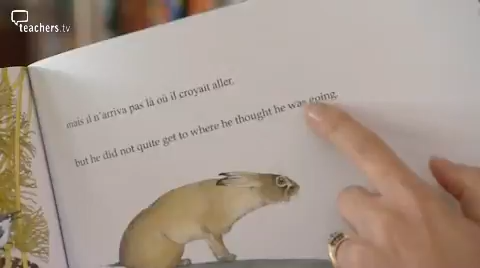 teachers.tv
mais il n'arriva pas là où il croyait aller,
but he did not quite get to where he thought he was going.